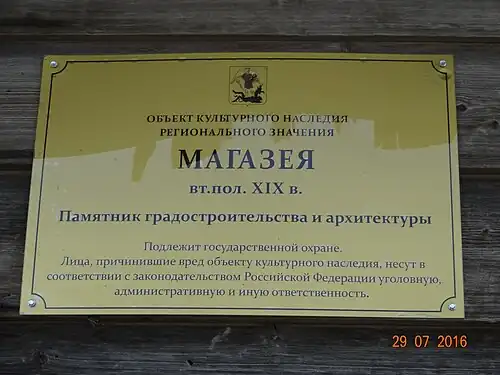 ОБЪЕКТ КУЛЬТУРНОГО НАСЛЕДИЯ
РЕГИОНАЛЬНОГО ЗНАЧЕНИЯ
МАГАЗЕЯ
вт.пол. XIX в.
Памятник градостроительства и архитектуры
Подлежит государственной охране.
Лица, причинившие вред объекту культурного наследия, несут в
соответствии с законодательством Российской Федерации уголовную,
административную и иную ответственность.
29 07 2016